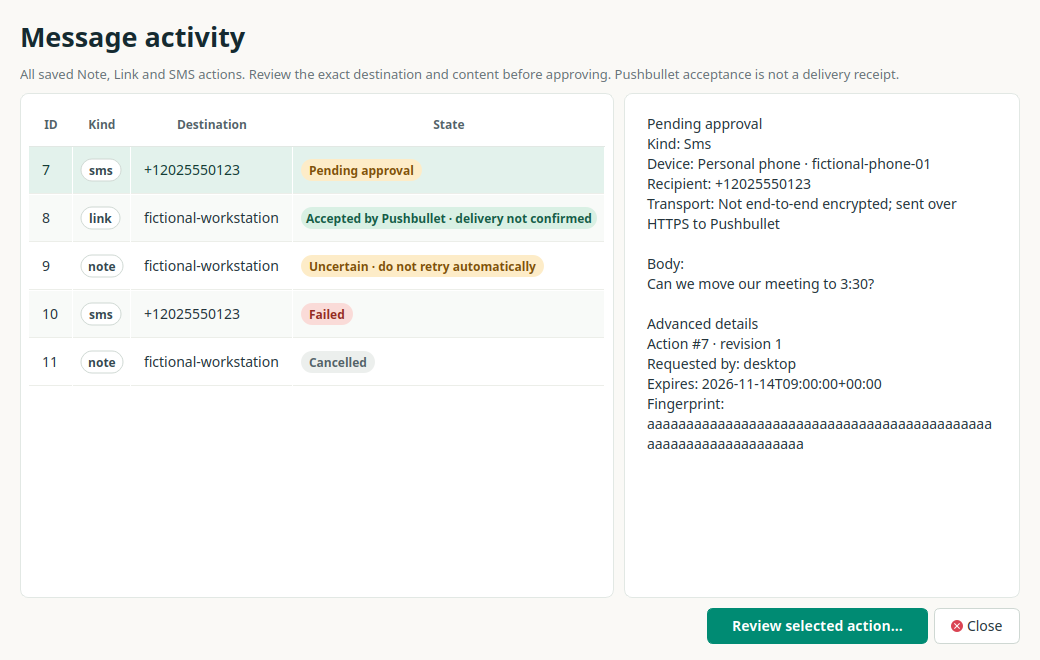 Message activity
All saved Note, Link and SMS actions. Review the exact destination and content before approving. Pushbullet acceptance is not a delivery receipt.
ID Kind Destination State
7 sms +12025550123 Pending approval
8 link fictional-workstation Accepted by Pushbullet · delivery not confirmed
9 note fictional-workstation Uncertain · do not retry automatically
10 sms +12025550123 Failed
11 note fictional-workstation Cancelled
Pending approval
Kind: Sms
Device: Personal phone · fictional-phone-01
Recipient: +12025550123
Transport: Not end-to-end encrypted; sent over
HTTPS to Pushbullet
Body:
Can we move our meeting to 3:30?
Advanced details
Action #7 · revision 1
Requested by: desktop
Expires: 2026-11-14T09:00:00+00:00
Fingerprint:
aaaaaaaaaaaaaaaaaaaaaaaaaaaaaaaaaaaaaaaaaaaa
aaaaaaaaaaaaaaaaaaaa
Review selected action...
Close